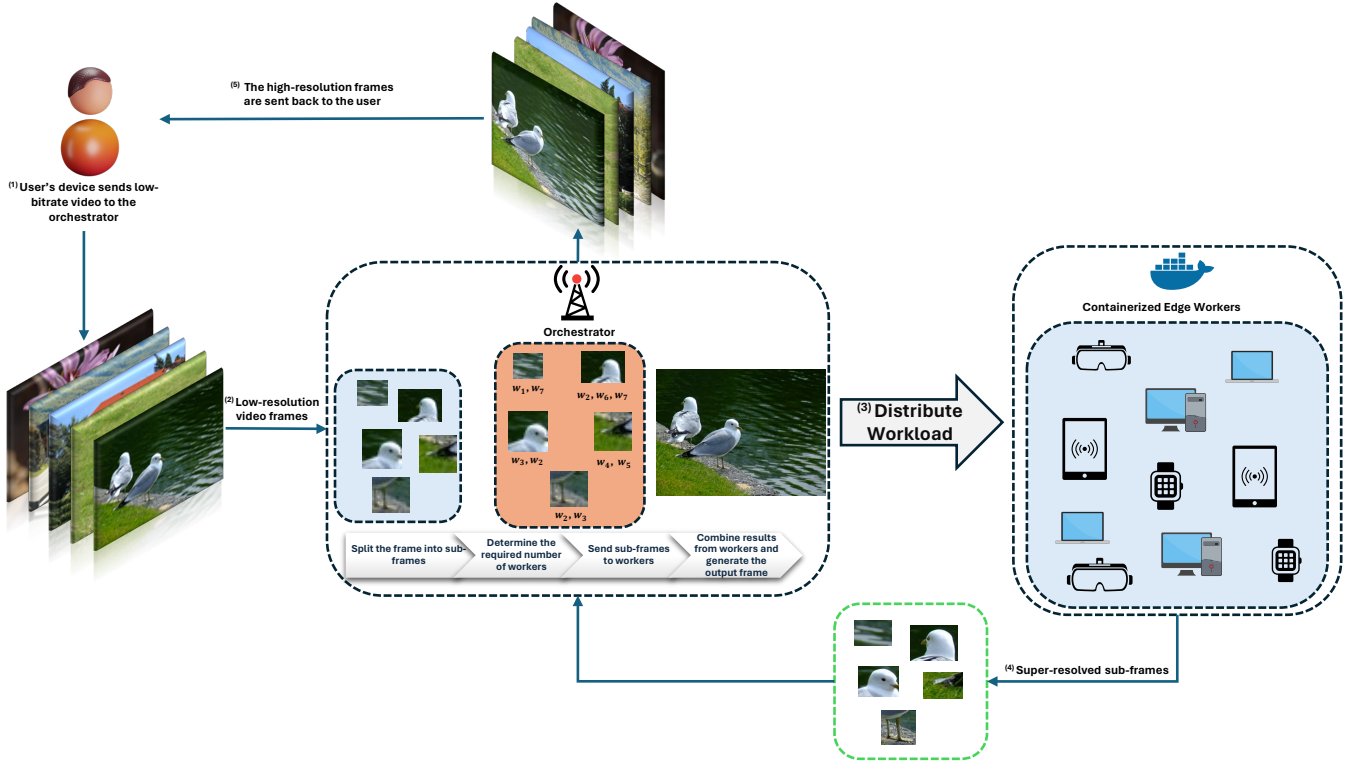 (5) The high-resolution frames
are sent back to the user
(1) User's device sends low-
bitrate video to the
orchestrator
(2) Low-resolution
video frames
Orchestrator
w₁, w₇
w₂, w₆, w₇
w₃, w₂
w₄, w₅
w₂, w₃
Split the frame into sub-
frames
Determine the
required number
of workers
Send sub-frames
to workers
Combine results
from workers and
generate the
output frame
(3) Distribute
Workload
Containerized Edge Workers
(4) Super-resolved sub-frames